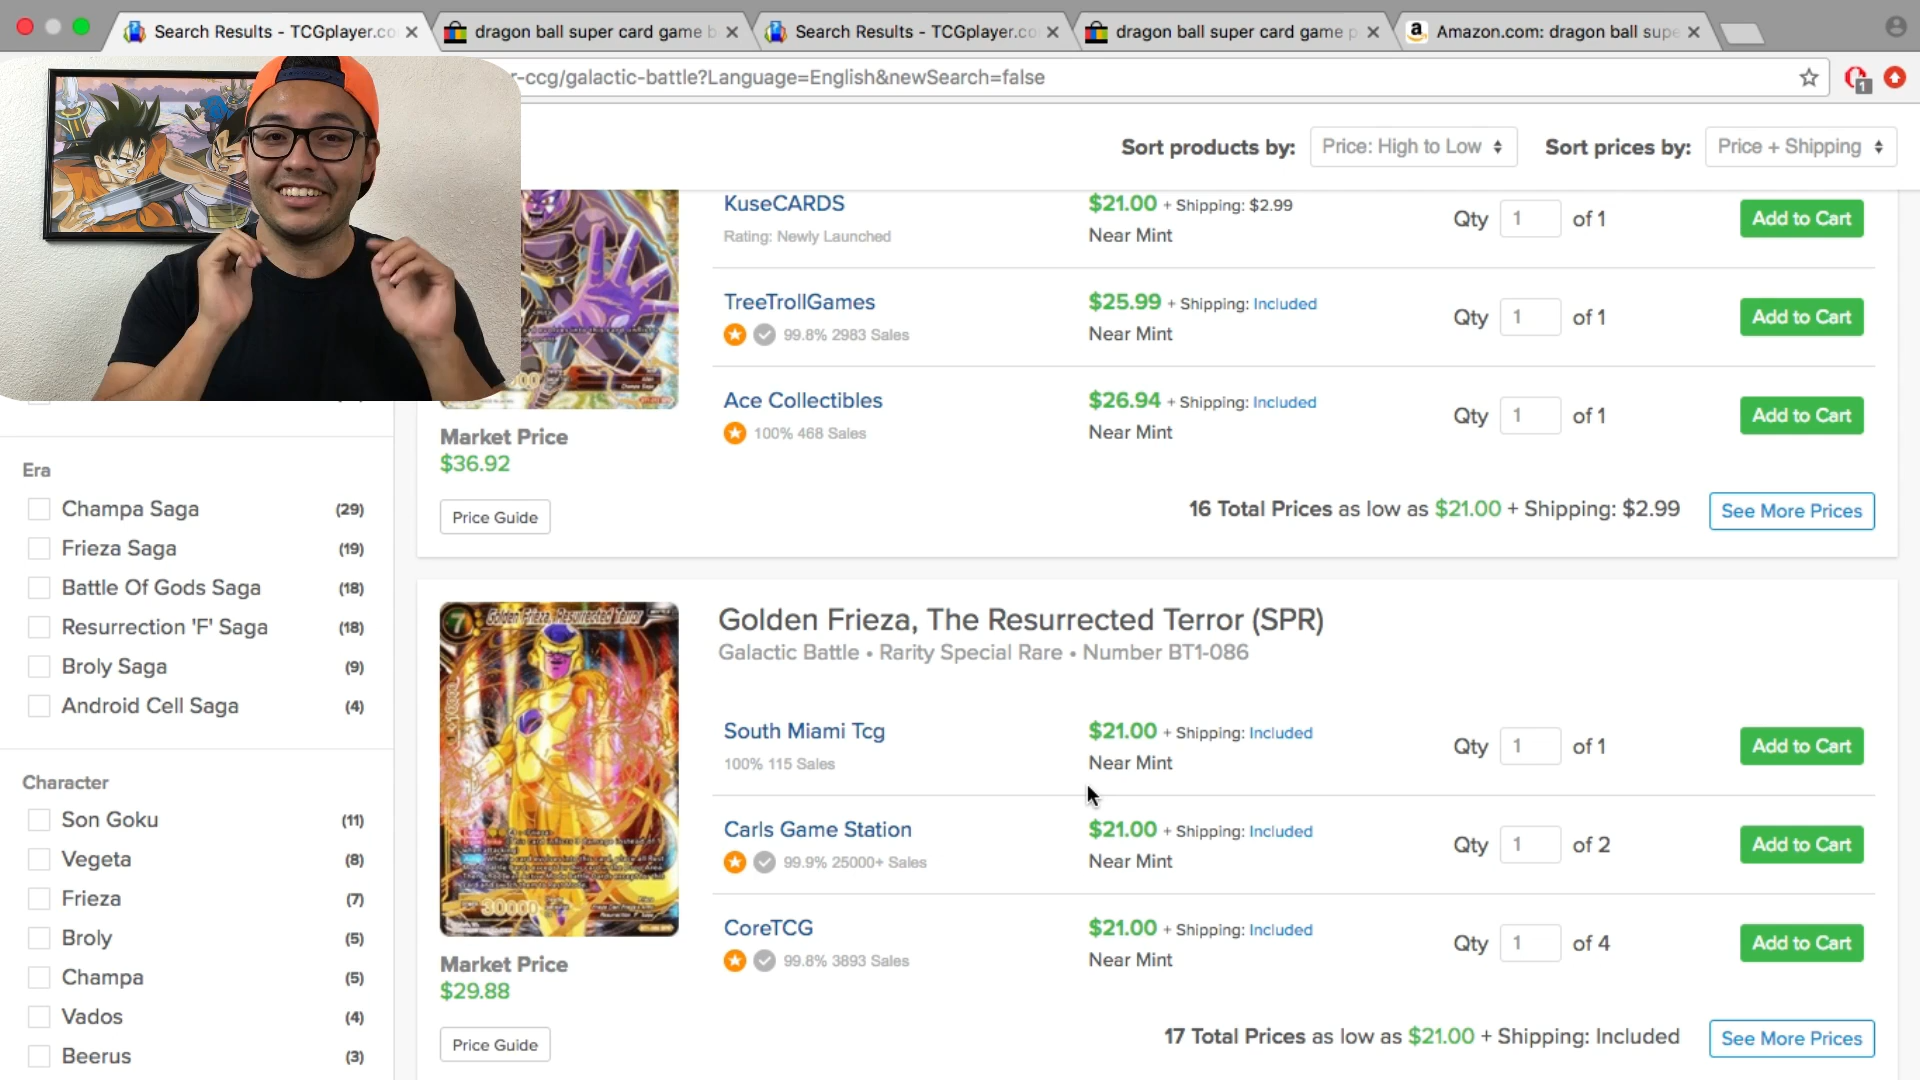 Search Results - TCGplayer.co
dragon ball super card game b
Search Results - TCGplayer.co
dragon ball super card game p
Amazon.com: dragon ball supe
r-ccg/galactic-battle?Language=English&newSearch=false
1
Sort products by:
Price: High to Low
Sort prices by:
Price + Shipping
KuseCARDS
Rating: Newly Launched
$21.00 + Shipping: $2.99
Near Mint
Qty 1 of 1
Add to Cart
TreeTrollGames
99.8% 2983 Sales
$25.99 + Shipping: Included
Near Mint
Qty 1 of 1
Add to Cart
Ace Collectibles
100% 468 Sales
$26.94 + Shipping: Included
Near Mint
Qty 1 of 1
Add to Cart
Market Price
$36.92
Price Guide
16 Total Prices as low as $21.00 + Shipping: $2.99
See More Prices
Era
Champa Saga (29)
Frieza Saga (19)
Battle Of Gods Saga (18)
Resurrection 'F' Saga (18)
Broly Saga (9)
Android Cell Saga (4)
Character
Son Goku (11)
Vegeta (8)
Frieza (7)
Broly (5)
Champa (5)
Vados (4)
Beerus (3)
7
Golden Frieza, Resurrected Terror
30000
Golden Frieza, The Resurrected Terror (SPR)
Galactic Battle • Rarity Special Rare • Number BT1-086
South Miami Tcg
100% 115 Sales
$21.00 + Shipping: Included
Near Mint
Qty 1 of 1
Add to Cart
Carls Game Station
99.9% 25000+ Sales
$21.00 + Shipping: Included
Near Mint
Qty 1 of 2
Add to Cart
CoreTCG
99.8% 3893 Sales
$21.00 + Shipping: Included
Near Mint
Qty 1 of 4
Add to Cart
Market Price
$29.88
Price Guide
17 Total Prices as low as $21.00 + Shipping: Included
See More Prices